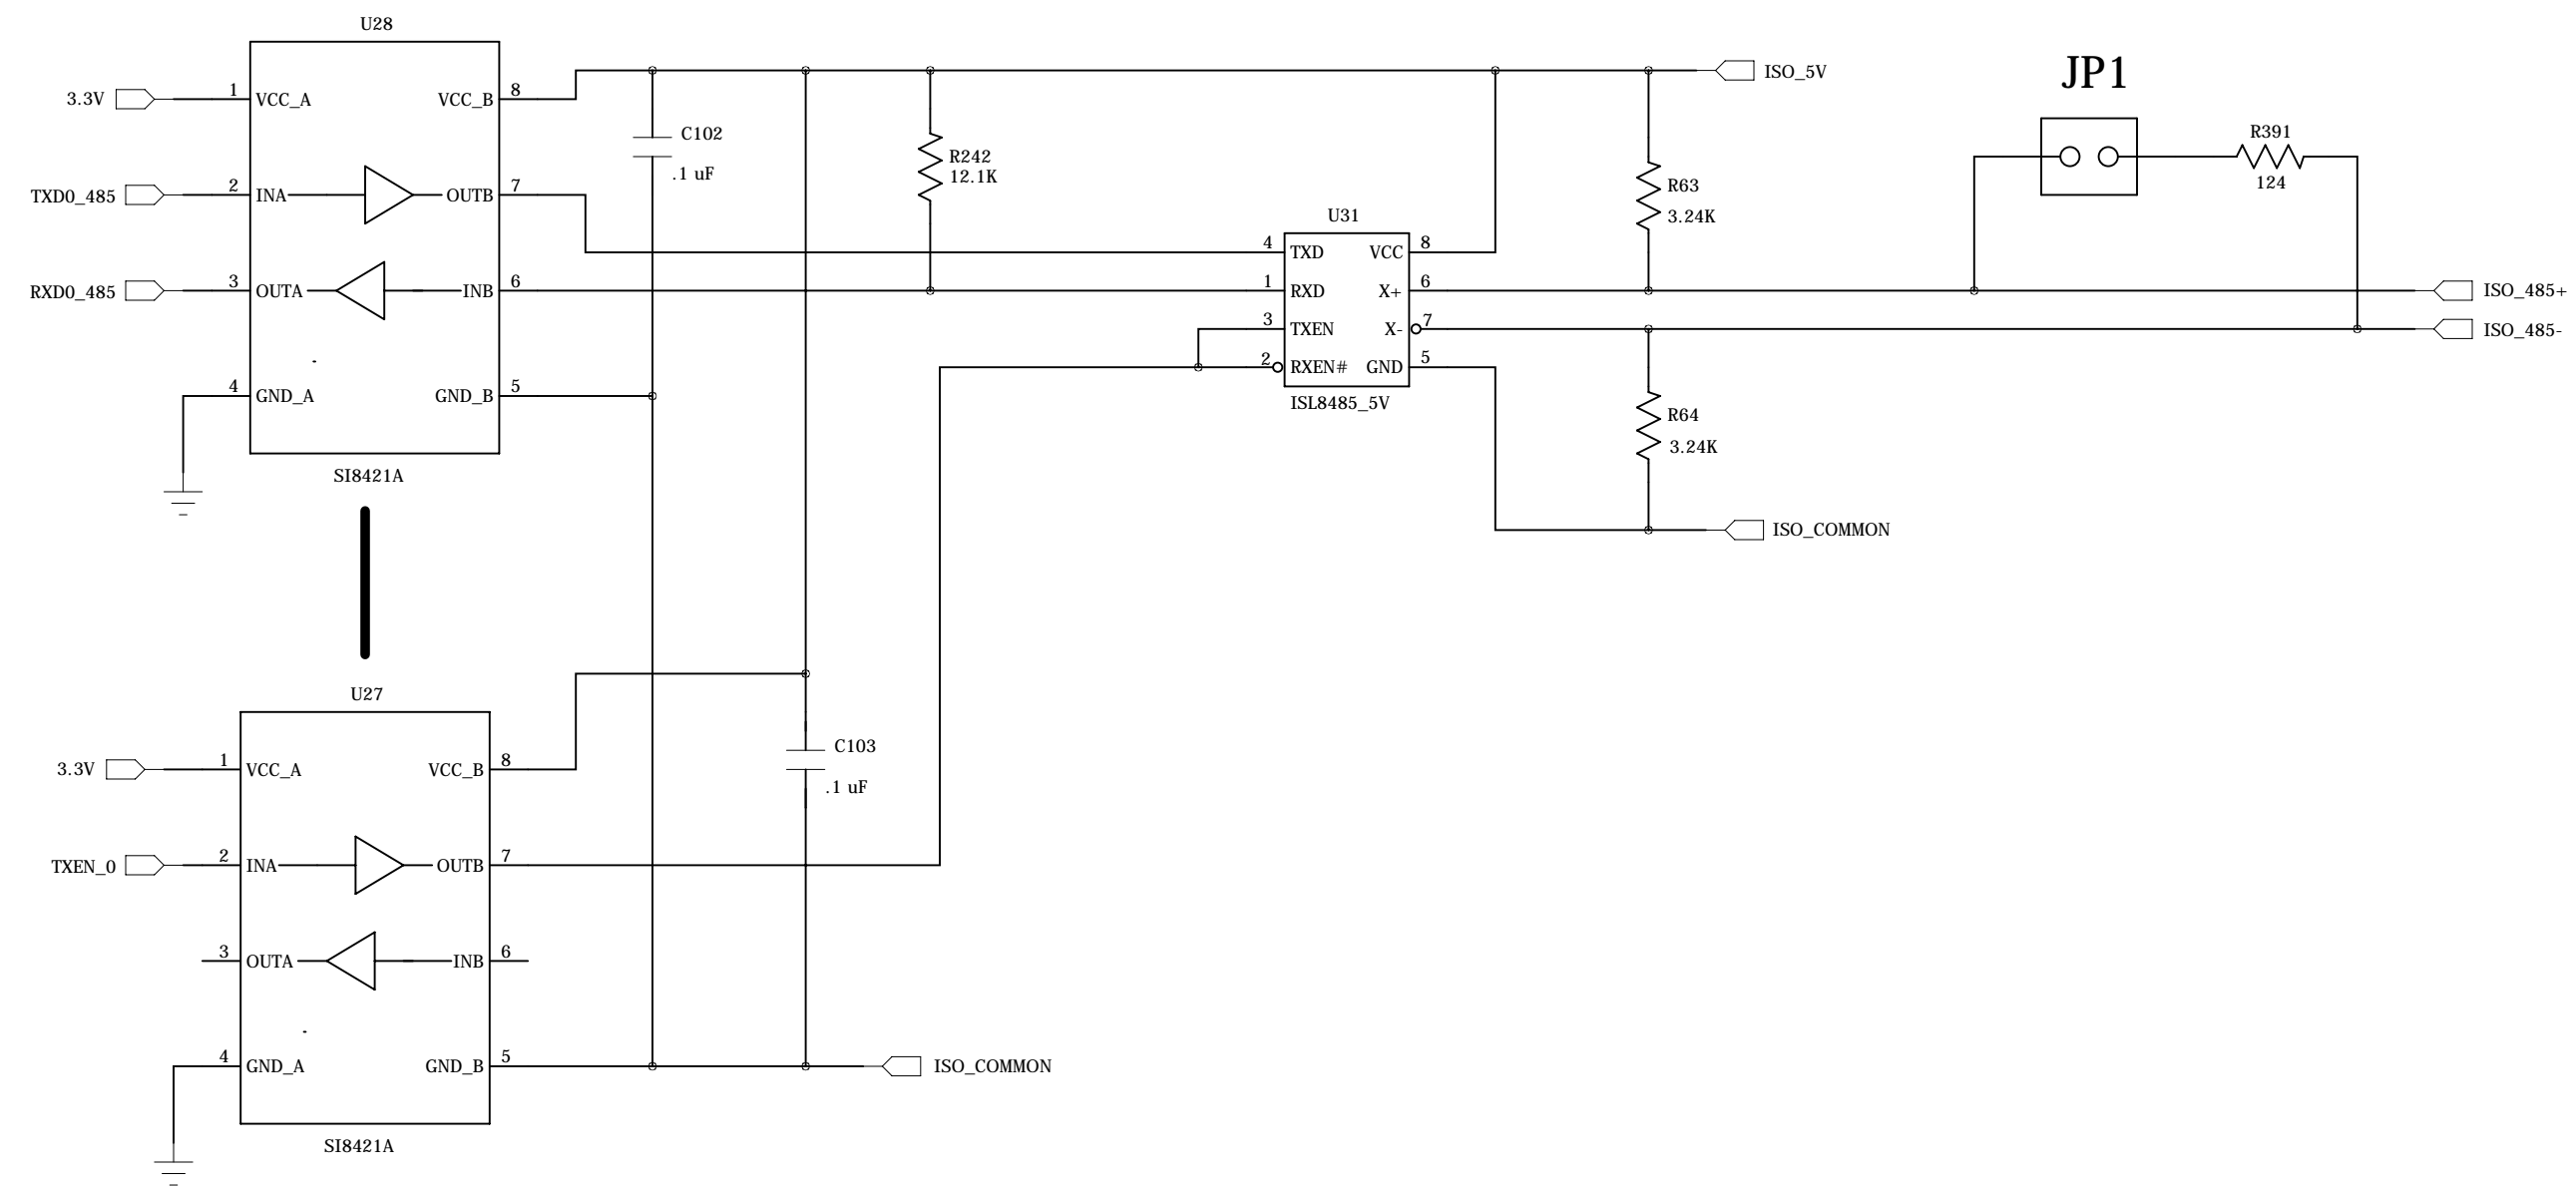 U28
3.3V
1
VCC_A
VCC_B
8
TXD0_485
2
INA
OUTB
7
RXD0_485
3
OUTA
INB
6
4
GND_A
GND_B
5
SI8421A
C102
.1 uF
R242
12.1K
ISO_5V
U31
4
TXD
VCC
8
1
RXD
X+
6
3
TXEN
X-
7
2
RXEN#
GND
5
ISL8485_5V
R63
3.24K
R64
3.24K
ISO_COMMON
JP1
R391
124
ISO_485+
ISO_485-
U27
3.3V
1
VCC_A
VCC_B
8
TXEN_0
2
INA
OUTB
7
3
OUTA
INB
6
4
GND_A
GND_B
5
SI8421A
C103
.1 uF
ISO_COMMON